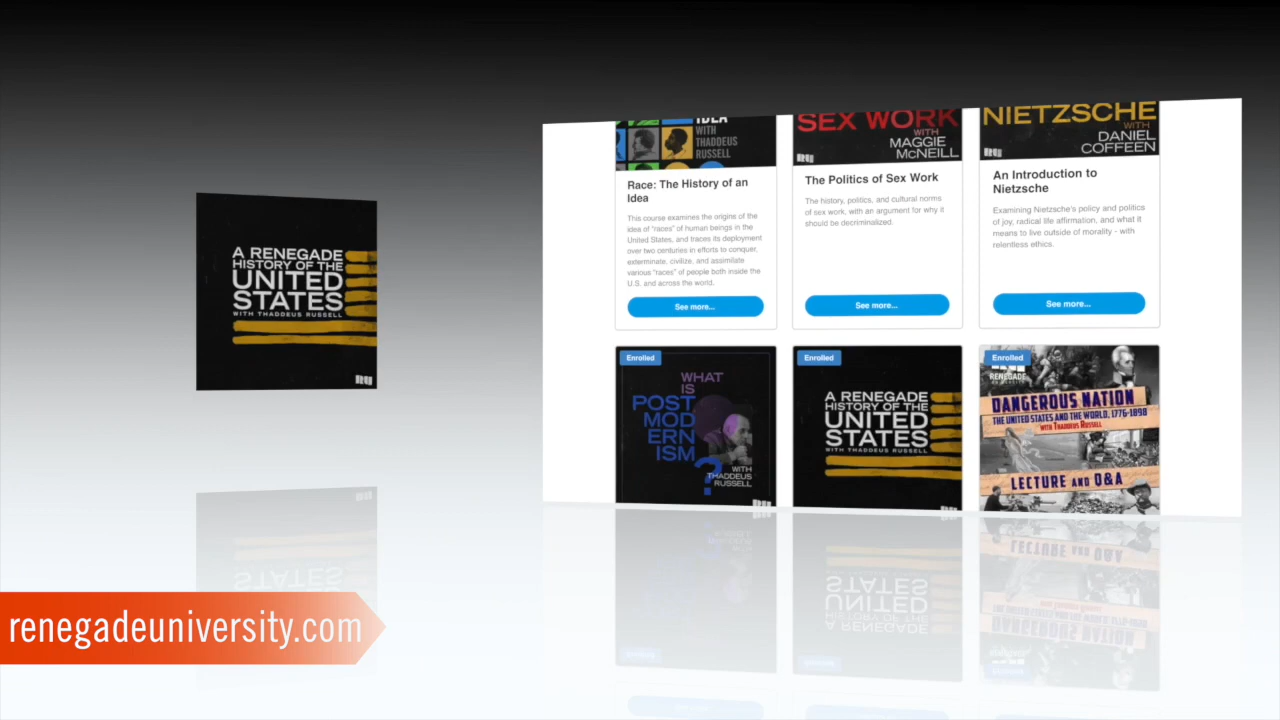 A RENEGADE
HISTORY OF THE
UNITED
STATES
WITH THADDEUS RUSSELL
RU
renegadeuniversity.com
IDEA
WITH
THADDEUS
RUSSELL
Race: The History of an
Idea
This course examines the origins of the
idea of “races” of human beings in the
United States, and traces its deployment
over two centuries in efforts to conquer,
exterminate, civilize, and assimilate
various “races” of people both inside the
U.S. and across the world.
See more...
SEX WORK
WITH
MAGGIE
McNEILL
RU
The Politics of Sex Work
The history, politics, and cultural norms
of sex work, with an argument for why it
should be decriminalized.
See more...
NIETZSCHE
WITH
DANIEL
COFFEEN
RU
An Introduction to
Nietzsche
Examining Nietzsche's policy and politics
of joy, radical life affirmation, and what it
means to live outside of morality - with
relentless ethics.
See more...
Enrolled
WHAT
IS
POST
MOD
ERN
ISM
?
WITH
THADDEUS
RUSSELL
Enrolled
A RENEGADE
HISTORY OF THE
UNITED
STATES
WITH THADDEUS RUSSELL
Enrolled
RENEGADE
DANGEROUS NATION
THE UNITED STATES AND THE WORLD, 1776-1898
WITH THADDEUS RUSSELL
LECTURE AND Q&A